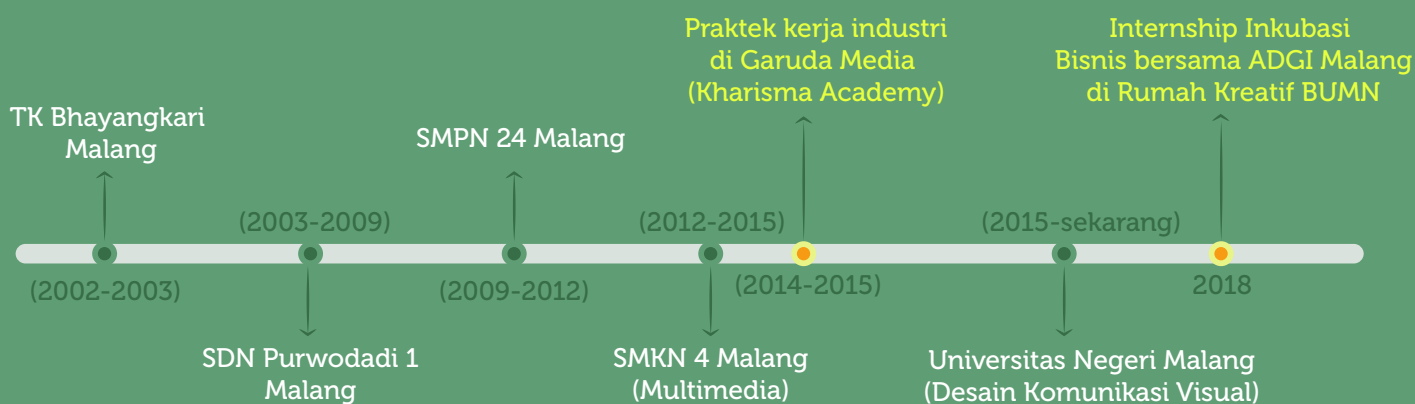 TK Bhayangkari
Malang
(2002-2003)
(2003-2009)
SDN Purwodadi 1
Malang
SMPN 24 Malang
(2009-2012)
(2012-2015)
SMKN 4 Malang
(Multimedia)
Praktek kerja industri
di Garuda Media
(Kharisma Academy)
(2014-2015)
(2015-sekarang)
Universitas Negeri Malang
(Desain Komunikasi Visual)
Internship Inkubasi
Bisnis bersama ADGI Malang
di Rumah Kreatif BUMN
2018